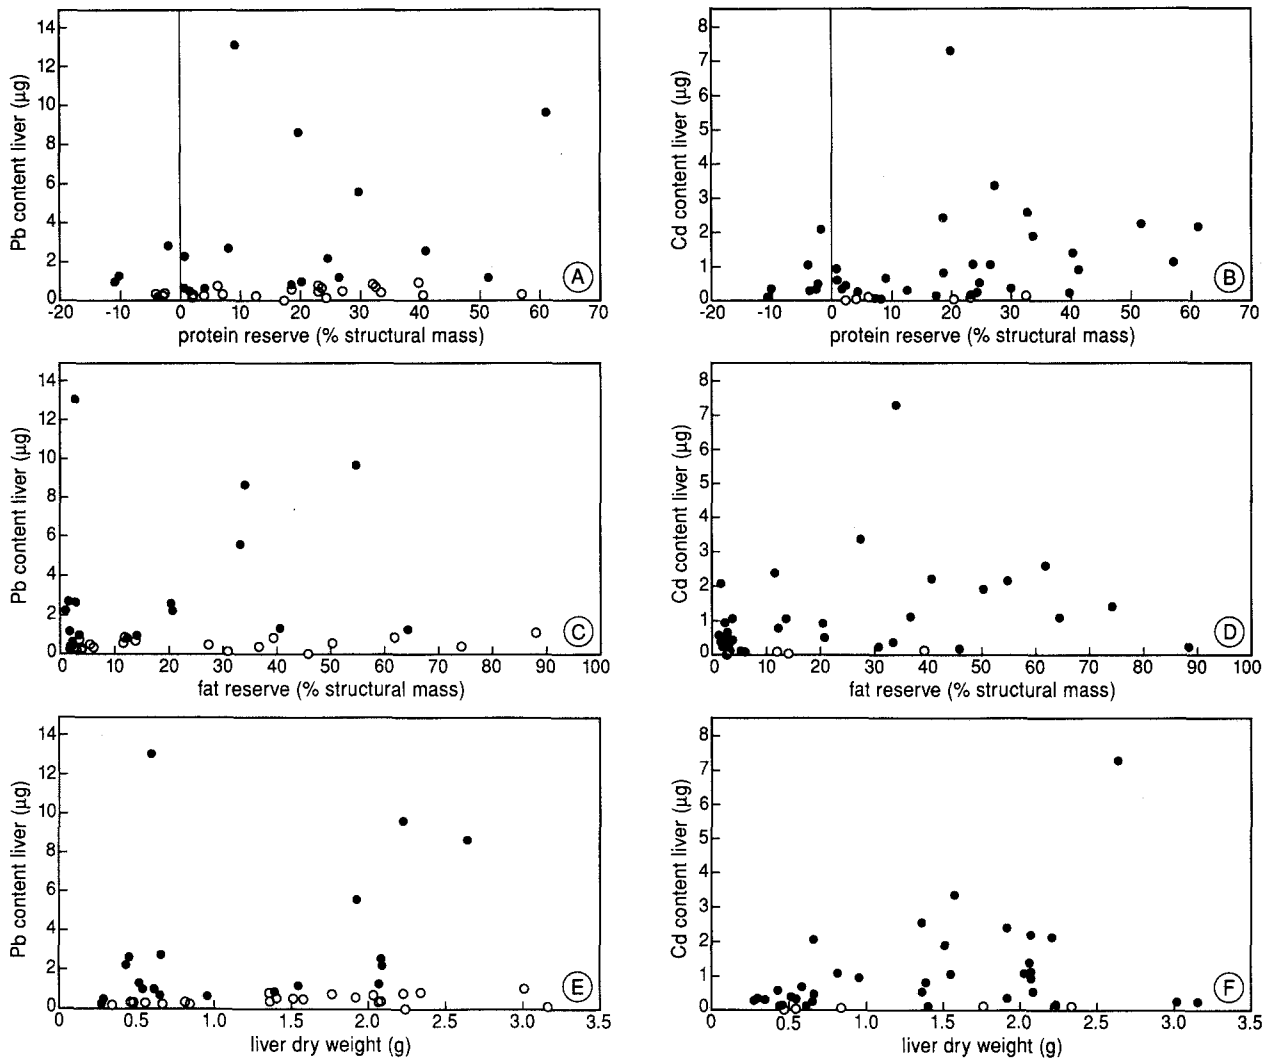 Pb content liver (µg)
14
12
10
8
6
4
2
0
-20 -10 0 10 20 30 40 50 60 70
protein reserve (% structural mass)
A
Cd content liver (µg)
8
7
6
5
4
3
2
1
0
-20 -10 0 10 20 30 40 50 60 70
protein reserve (% structural mass)
B
Pb content liver (µg)
14
12
10
8
6
4
2
0
0 10 20 30 40 50 60 70 80 90 100
fat reserve (% structural mass)
C
Cd content liver (µg)
8
7
6
5
4
3
2
1
0
0 10 20 30 40 50 60 70 80 90 100
fat reserve (% structural mass)
D
Pb content liver (µg)
14
12
10
8
6
4
2
0
0 0.5 1.0 1.5 2.0 2.5 3.0 3.5
liver dry weight (g)
E
Cd content liver (µg)
8
7
6
5
4
3
2
1
0
0 0.5 1.0 1.5 2.0 2.5 3.0 3.5
liver dry weight (g)
F